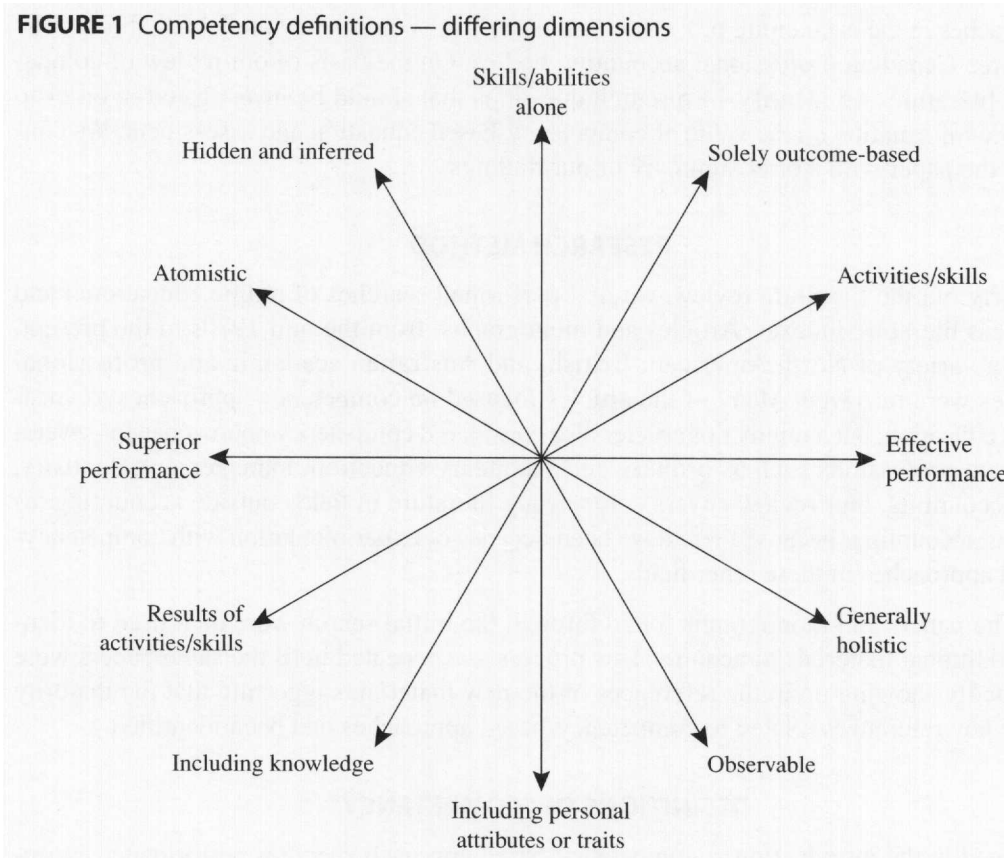 FIGURE 1 Competency definitions — differing dimensions
Skills/abilities
alone
Hidden and inferred
Solely outcome-based
Atomistic
Activities/skills
Superior
performance
Effective
performance
Results of
activities/skills
Generally
holistic
Including knowledge
Observable
Including personal
attributes or traits